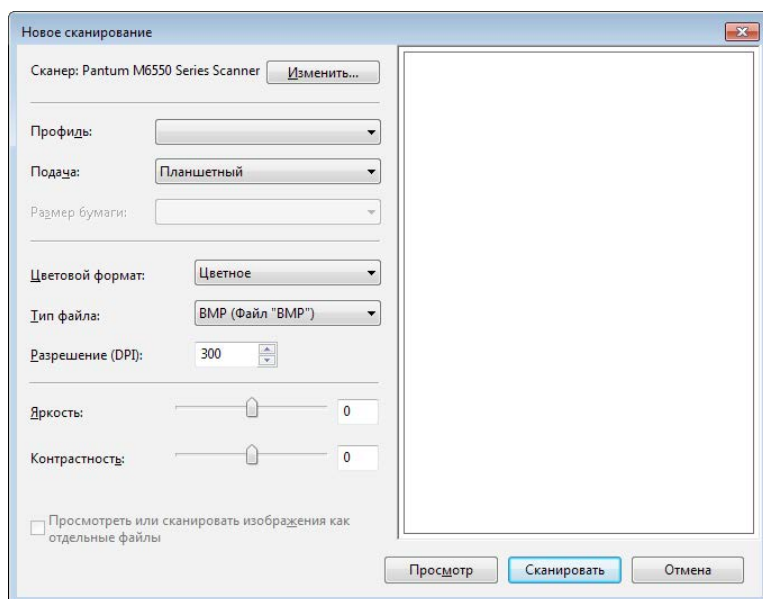 Новое сканирование
Сканер: Pantum M6550 Series Scanner Изменить...
Профиль:
Подача: Планшетный
Размер бумаги:
Цветовой формат: Цветное
Тип файла: BMP (Файл "BMP")
Разрешение (DPI): 300
Яркость: 0
Контрастность: 0
Просмотреть или сканировать изображения как
отдельные файлы
Просмотр Сканировать Отмена